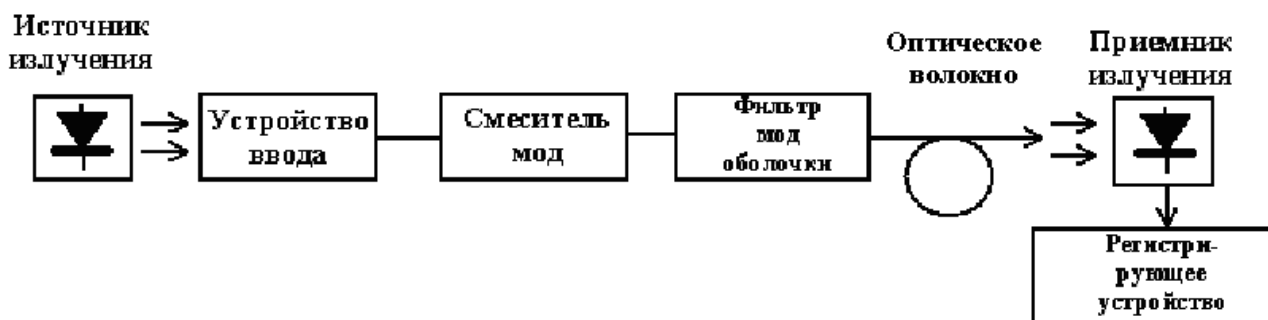 Источник
излучения
Устройство
ввода
Смеситель
мод
Фильтр
мод
оболочки
Оптическое
волокно
Приемник
излучения
Регистри-
рующее
устройство